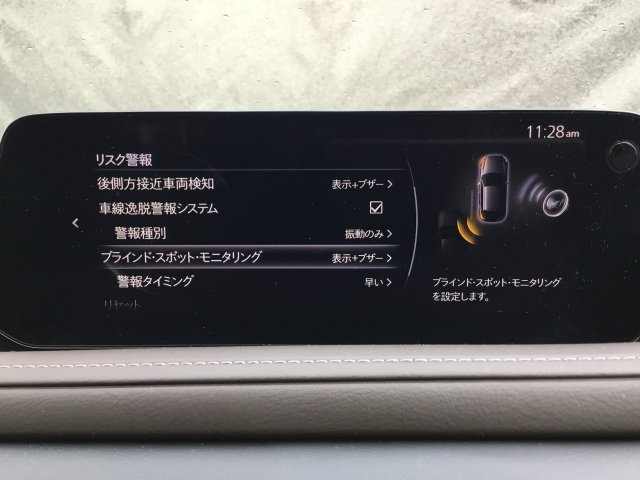 11:28am
リスク警報
後側方接近車両検知 表示+ブザー
車線逸脱警報システム
警報種別 振動のみ
ブラインド・スポット・モニタリング 表示+ブザー
警報タイミング 早い
リセット
ブラインド・スポット・モニタリング
を設定します。